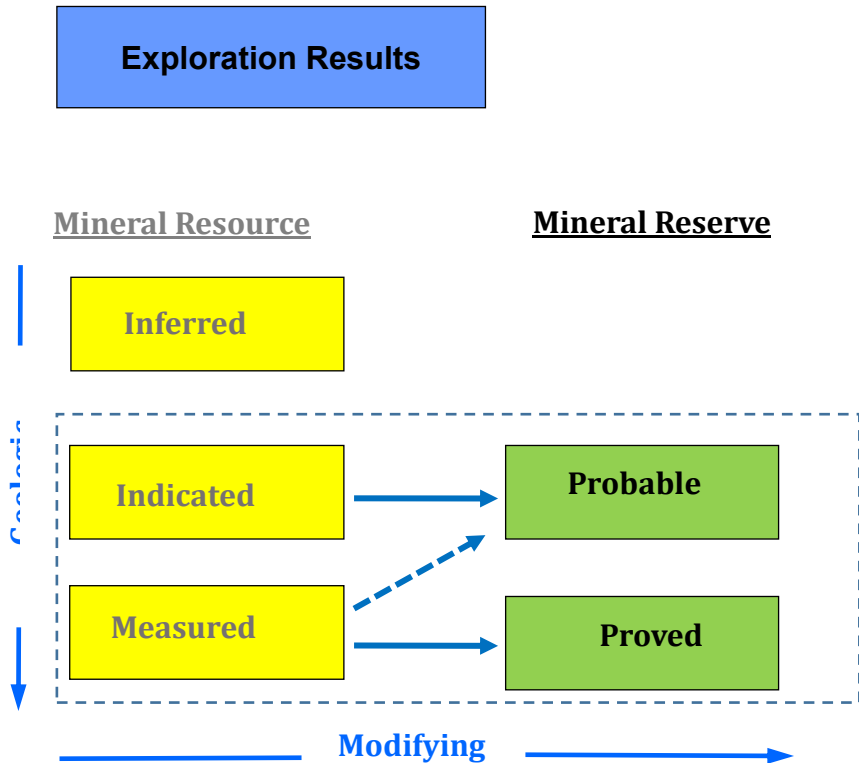 Exploration Results
Mineral Resource
Mineral Reserve
Inferred
Indicated
Probable
Measured
Proved
Modifying